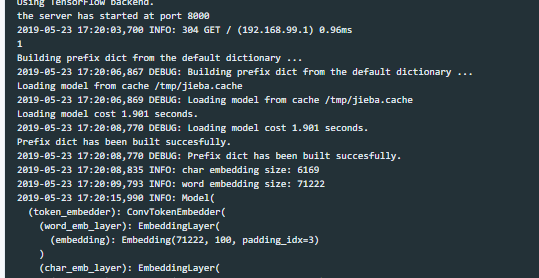 Using TensorFlow backend.
the server has started at port 8000
2019-05-23 17:20:03,700 INFO: 304 GET / (192.168.99.1) 0.96ms
1
Building prefix dict from the default dictionary ...
2019-05-23 17:20:06,867 DEBUG: Building prefix dict from the default dictionary ...
Loading model from cache /tmp/jieba.cache
2019-05-23 17:20:06,869 DEBUG: Loading model from cache /tmp/jieba.cache
Loading model cost 1.901 seconds.
2019-05-23 17:20:08,770 DEBUG: Loading model cost 1.901 seconds.
Prefix dict has been built succesfully.
2019-05-23 17:20:08,770 DEBUG: Prefix dict has been built succesfully.
2019-05-23 17:20:08,835 INFO: char embedding size: 6169
2019-05-23 17:20:09,793 INFO: word embedding size: 71222
2019-05-23 17:20:15,990 INFO: Model(
(token_embedder): ConvTokenEmbedder(
(word_emb_layer): EmbeddingLayer(
(embedding): Embedding(71222, 100, padding_idx=3)
)
(char_emb_layer): EmbeddingLayer(